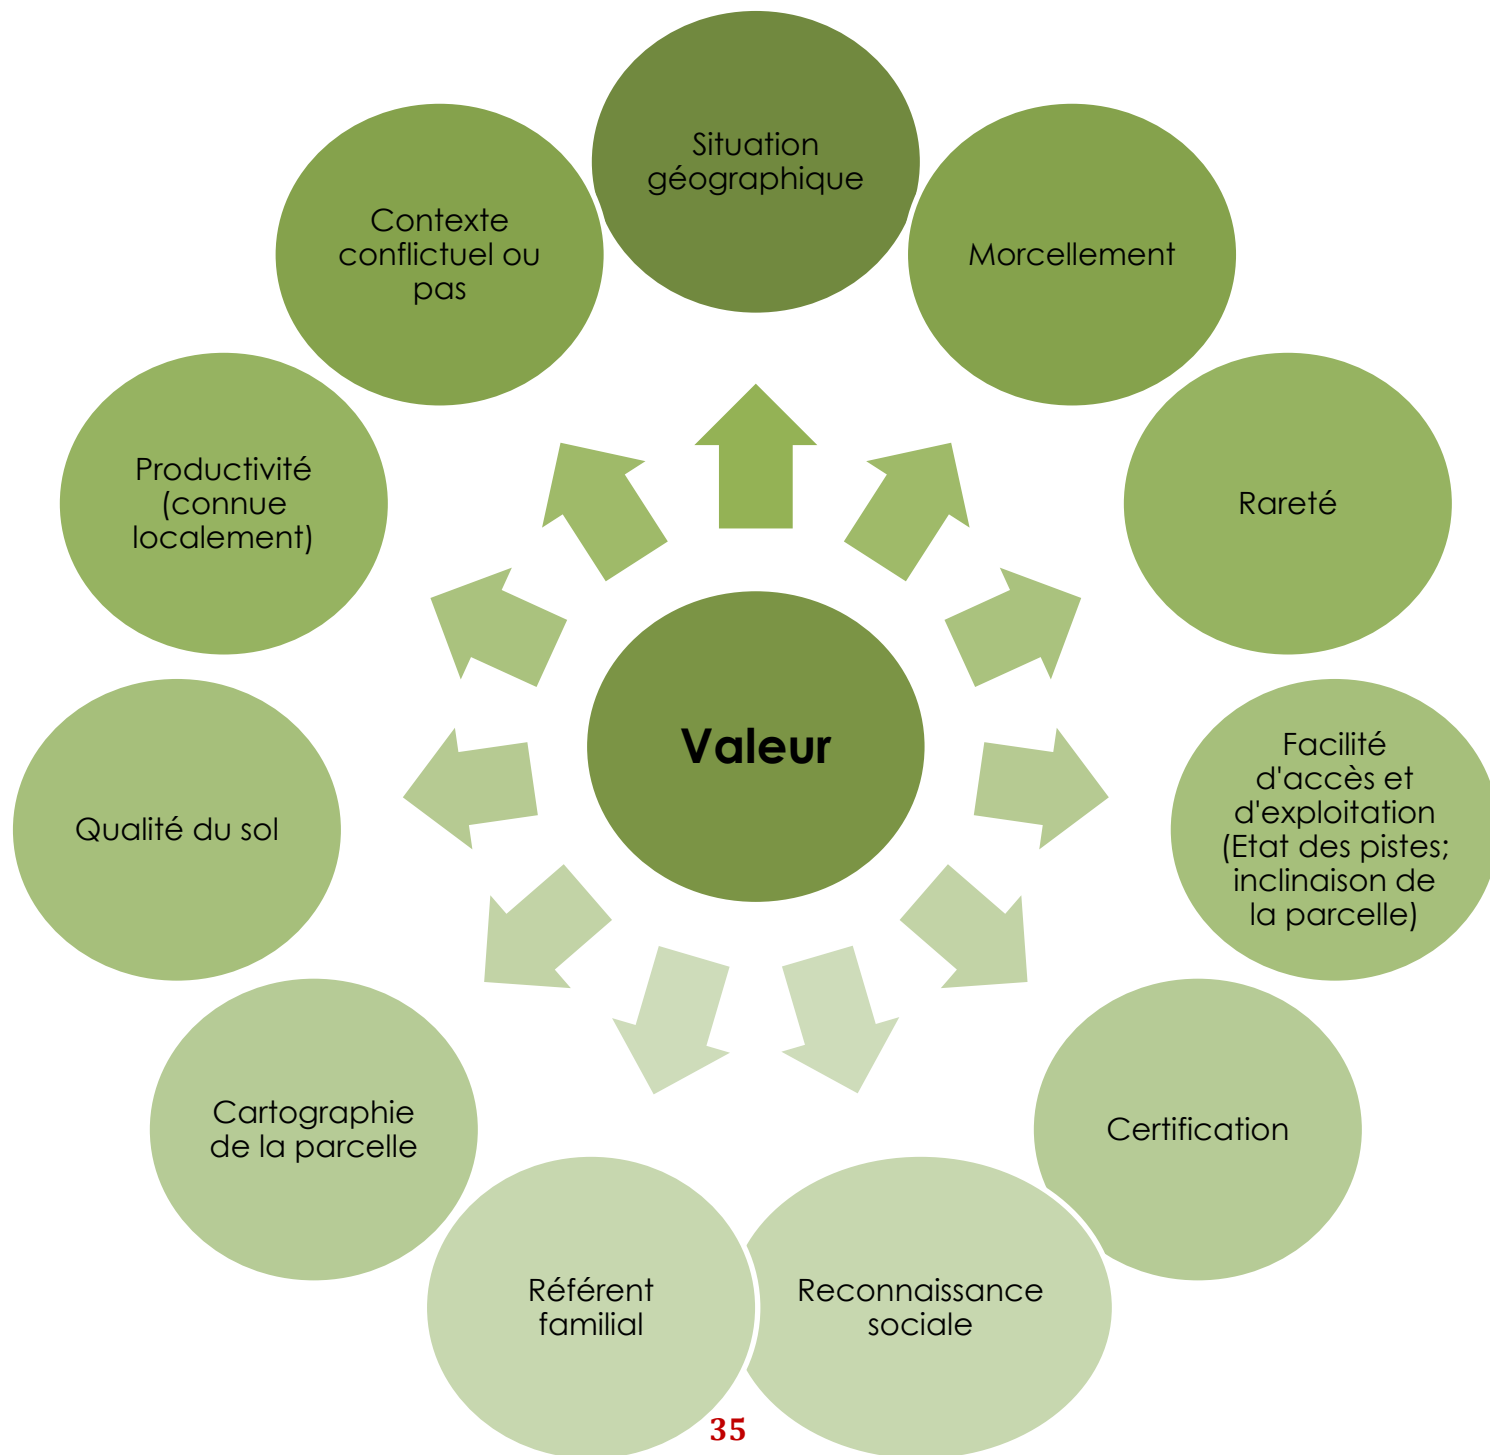 Situation
géographique
Morcellement
Rareté
Facilité
d'accès et
d'exploitation
(Etat des pistes;
inclinaison de
la parcelle)
Certification
Reconnaissance
sociale
Référent
familial
Cartographie
de la parcelle
Qualité du sol
Productivité
(connue
localement)
Contexte
conflictuel ou
pas
Valeur
35